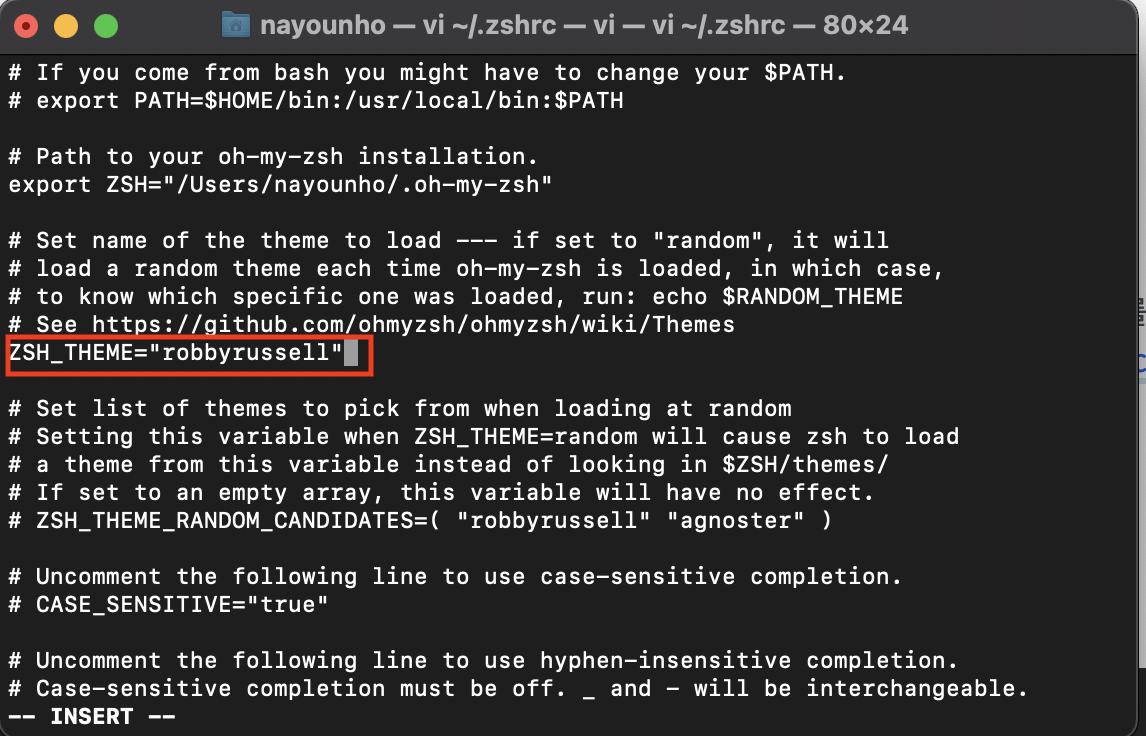 nayounho — vi ~/.zshrc — vi — vi ~/.zshrc — 80×24
# If you come from bash you might have to change your $PATH.
# export PATH=$HOME/bin:/usr/local/bin:$PATH
# Path to your oh-my-zsh installation.
export ZSH="/Users/nayounho/.oh-my-zsh"
# Set name of the theme to load --- if set to "random", it will
# load a random theme each time oh-my-zsh is loaded, in which case,
# to know which specific one was loaded, run: echo $RANDOM_THEME
# See https://github.com/ohmyzsh/ohmyzsh/wiki/Themes
ZSH_THEME="robbyrussell"
# Set list of themes to pick from when loading at random
# Setting this variable when ZSH_THEME=random will cause zsh to load
# a theme from this variable instead of looking in $ZSH/themes/
# If set to an empty array, this variable will have no effect.
# ZSH_THEME_RANDOM_CANDIDATES=( "robbyrussell" "agnoster" )
# Uncomment the following line to use case-sensitive completion.
# CASE_SENSITIVE="true"
# Uncomment the following line to use hyphen-insensitive completion.
# Case-sensitive completion must be off. _ and - will be interchangeable.
-- INSERT --